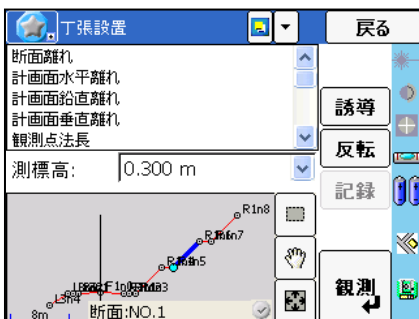 丁張設置
戻る
断面離れ
計画面水平離れ
計画面鉛直離れ
計画面垂直離れ
観測点法長
誘導
反転
測標高: 0.300 m
記録
R1n8
8m
断面:NO.1
観測